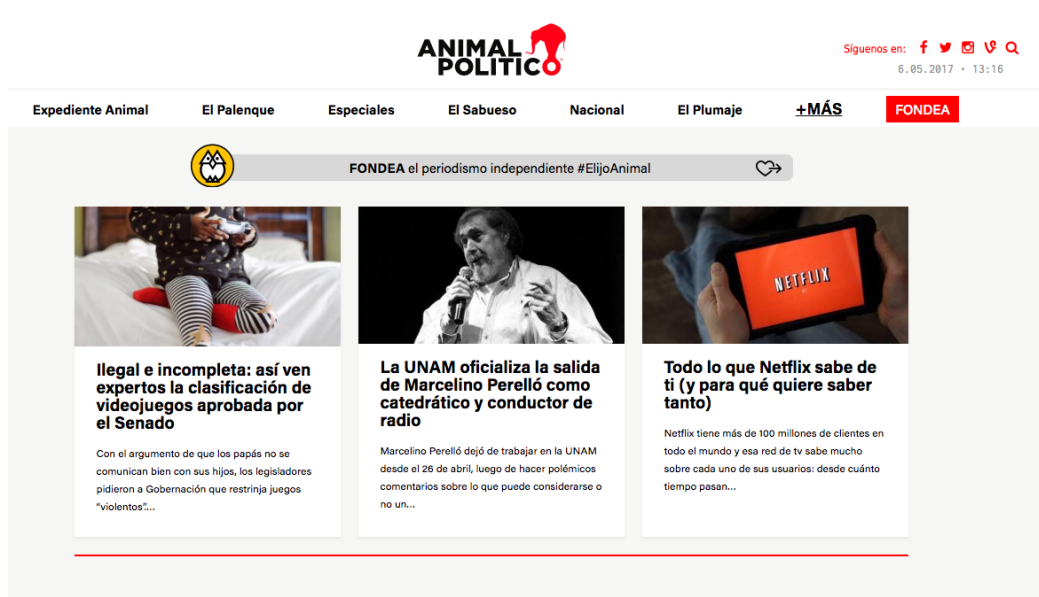 ANIMAL
POLITICO
Síguenos en:
6.05.2017 • 13:16
Expediente Animal El Palenque Especiales El Sabueso Nacional El Plumaje +MÁS FONDEA
FONDEA el periodismo independiente #ElijoAnimal
Ilegal e incompleta: así ven
expertos la clasificación de
videojuegos aprobada por
el Senado
Con el argumento de que los papás no se
comunican bien con sus hijos, los legisladores
pidieron a Gobernación que restrinja juegos
"violentos"....
La UNAM oficializa la salida
de Marcelino Perelló como
catedrático y conductor de
radio
Marcelino Perelló dejó de trabajar en la UNAM
desde el 26 de abril, luego de hacer polémicos
comentarios sobre lo que puede considerarse o
no un...
NETFLIX
Todo lo que Netflix sabe de
ti (y para qué quiere saber
tanto)
Netflix tiene más de 100 millones de clientes en
todo el mundo y esa red de tv sabe mucho
sobre cada uno de sus usuarios: desde cuánto
tiempo pasan...